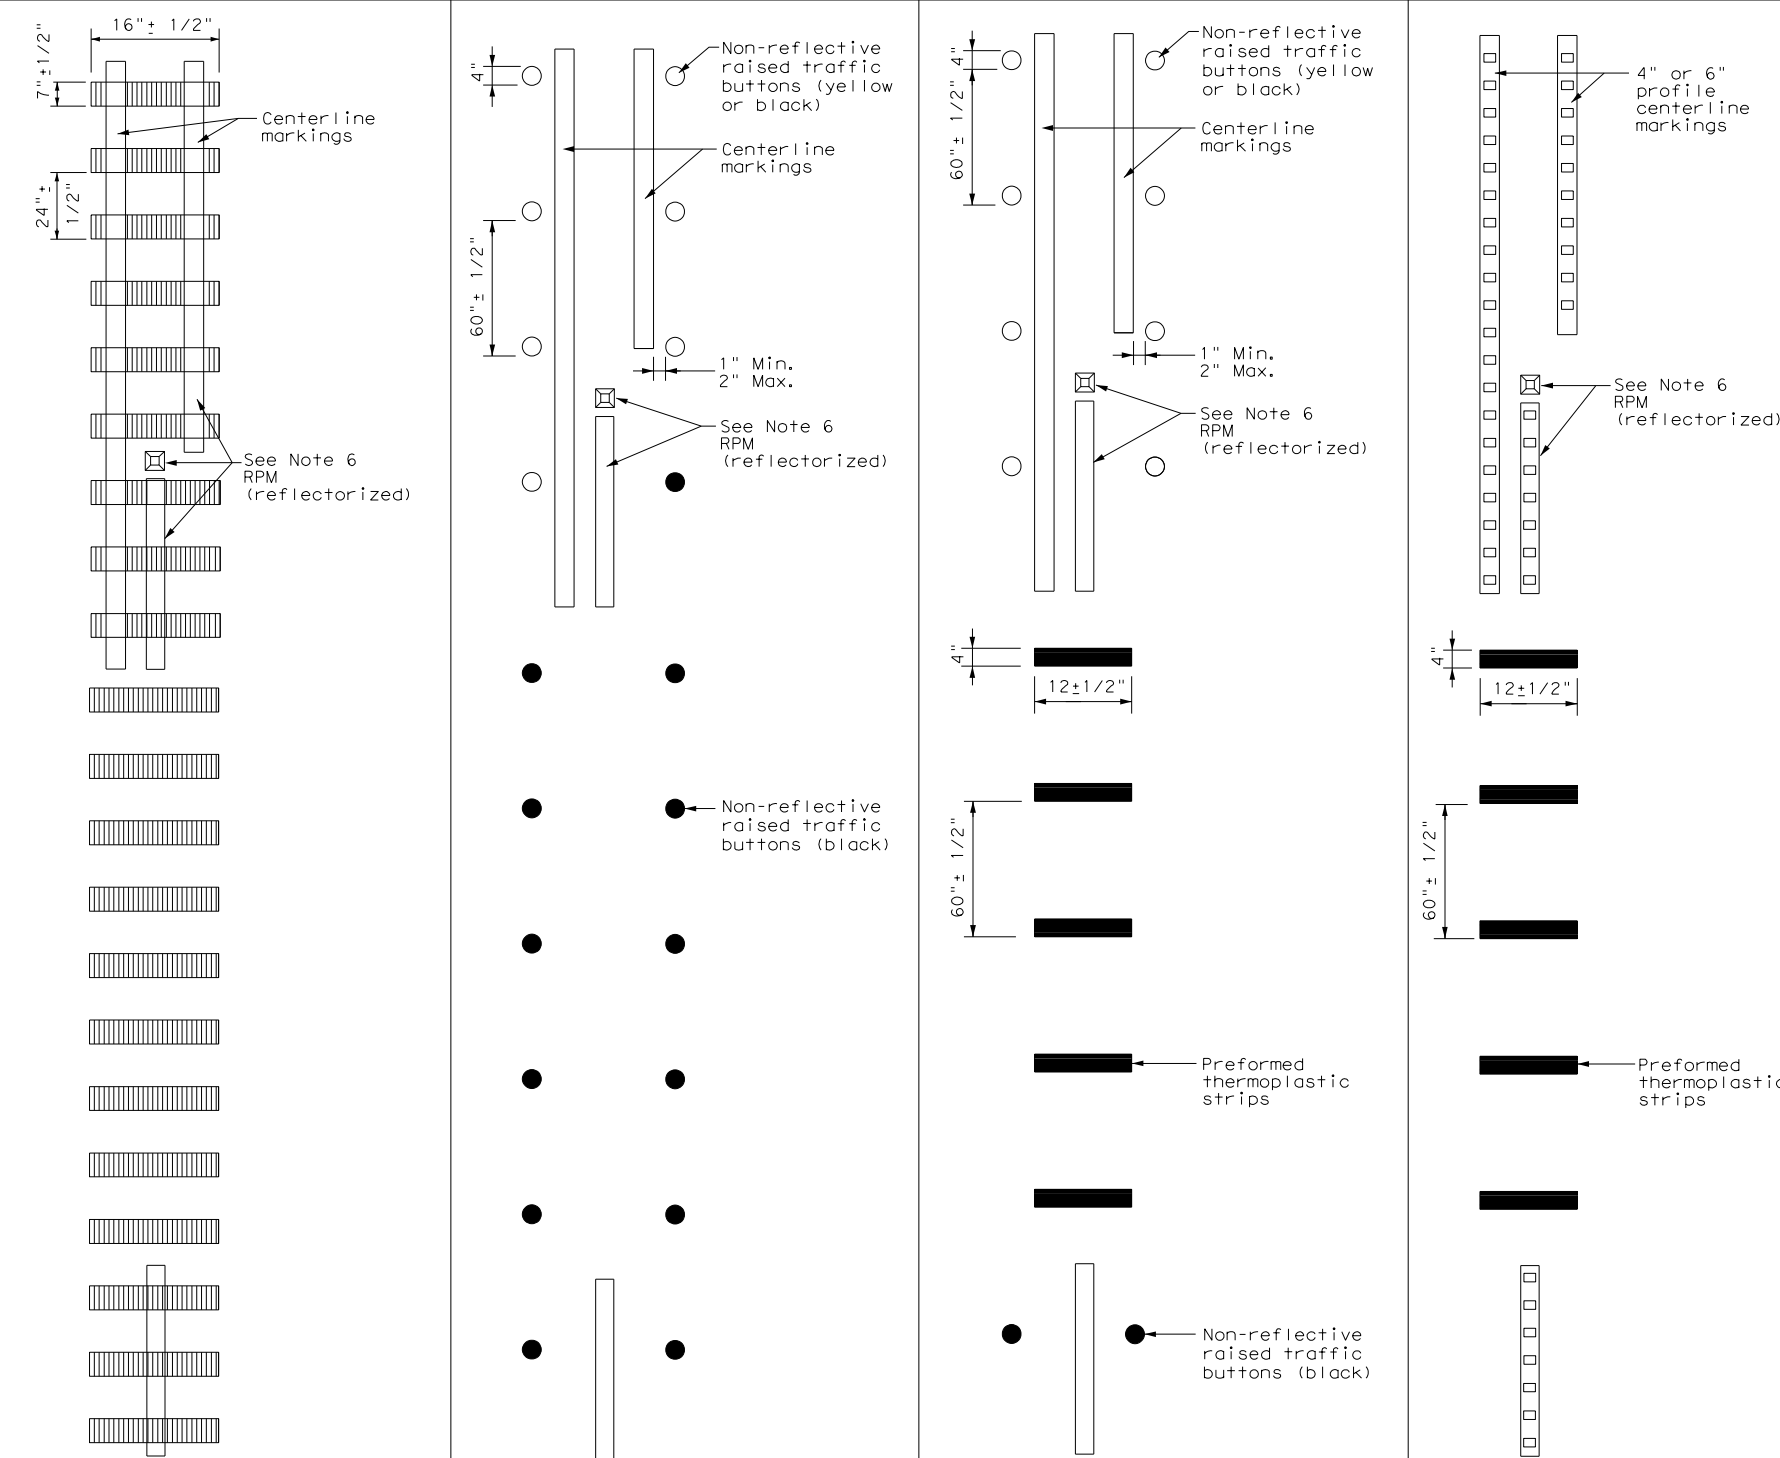 16"± 1/2"
7"±1/2"
Centerline
markings
24"±
1/2"
See Note 6
RPM
(reflectorized)
4"
Non-reflective
raised traffic
buttons (yellow
or black)
Centerline
markings
60"± 1/2"
1" Min.
2" Max.
See Note 6
RPM
(reflectorized)
Non-reflective
raised traffic
buttons (black)
4"
Non-reflective
raised traffic
buttons (yellow
or black)
60"± 1/2"
Centerline
markings
1" Min.
2" Max.
See Note 6
RPM
(reflectorized)
4"
12±1/2"
60"± 1/2"
Preformed
thermoplastic
strips
Non-reflective
raised traffic
buttons (black)
4" or 6"
profile
centerline
markings
See Note 6
RPM
(reflectorized)
4"
12±1/2"
60"± 1/2"
Preformed
thermoplastic
strips